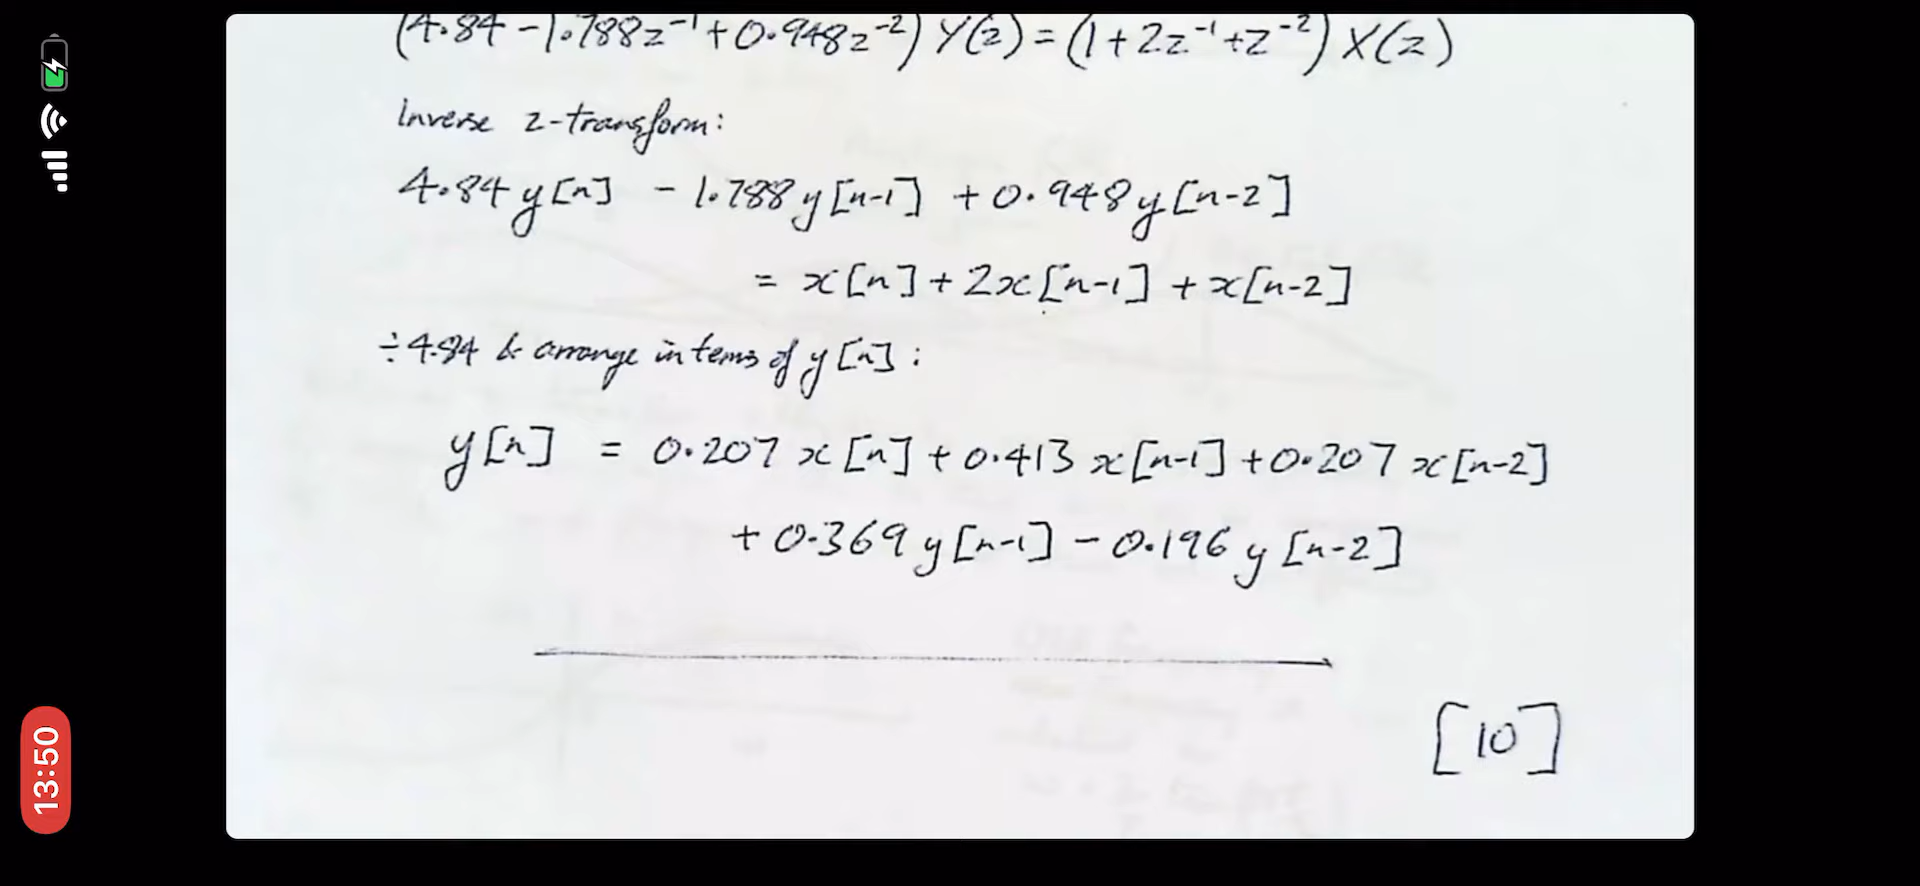 (4.84 - 1.788z⁻¹ + 0.948z⁻²) Y(z) = (1 + 2z⁻¹ + z⁻²) X(z)
Inverse z-transform:
4.84 y[n] - 1.788 y[n-1] + 0.948 y[n-2]
= x[n] + 2x[n-1] + x[n-2]
÷ 4.84 & arrange in terms of y[n]:
y[n] = 0.207 x[n] + 0.413 x[n-1] + 0.207 x[n-2]
+ 0.369 y[n-1] - 0.196 y[n-2]
[10]
13:50